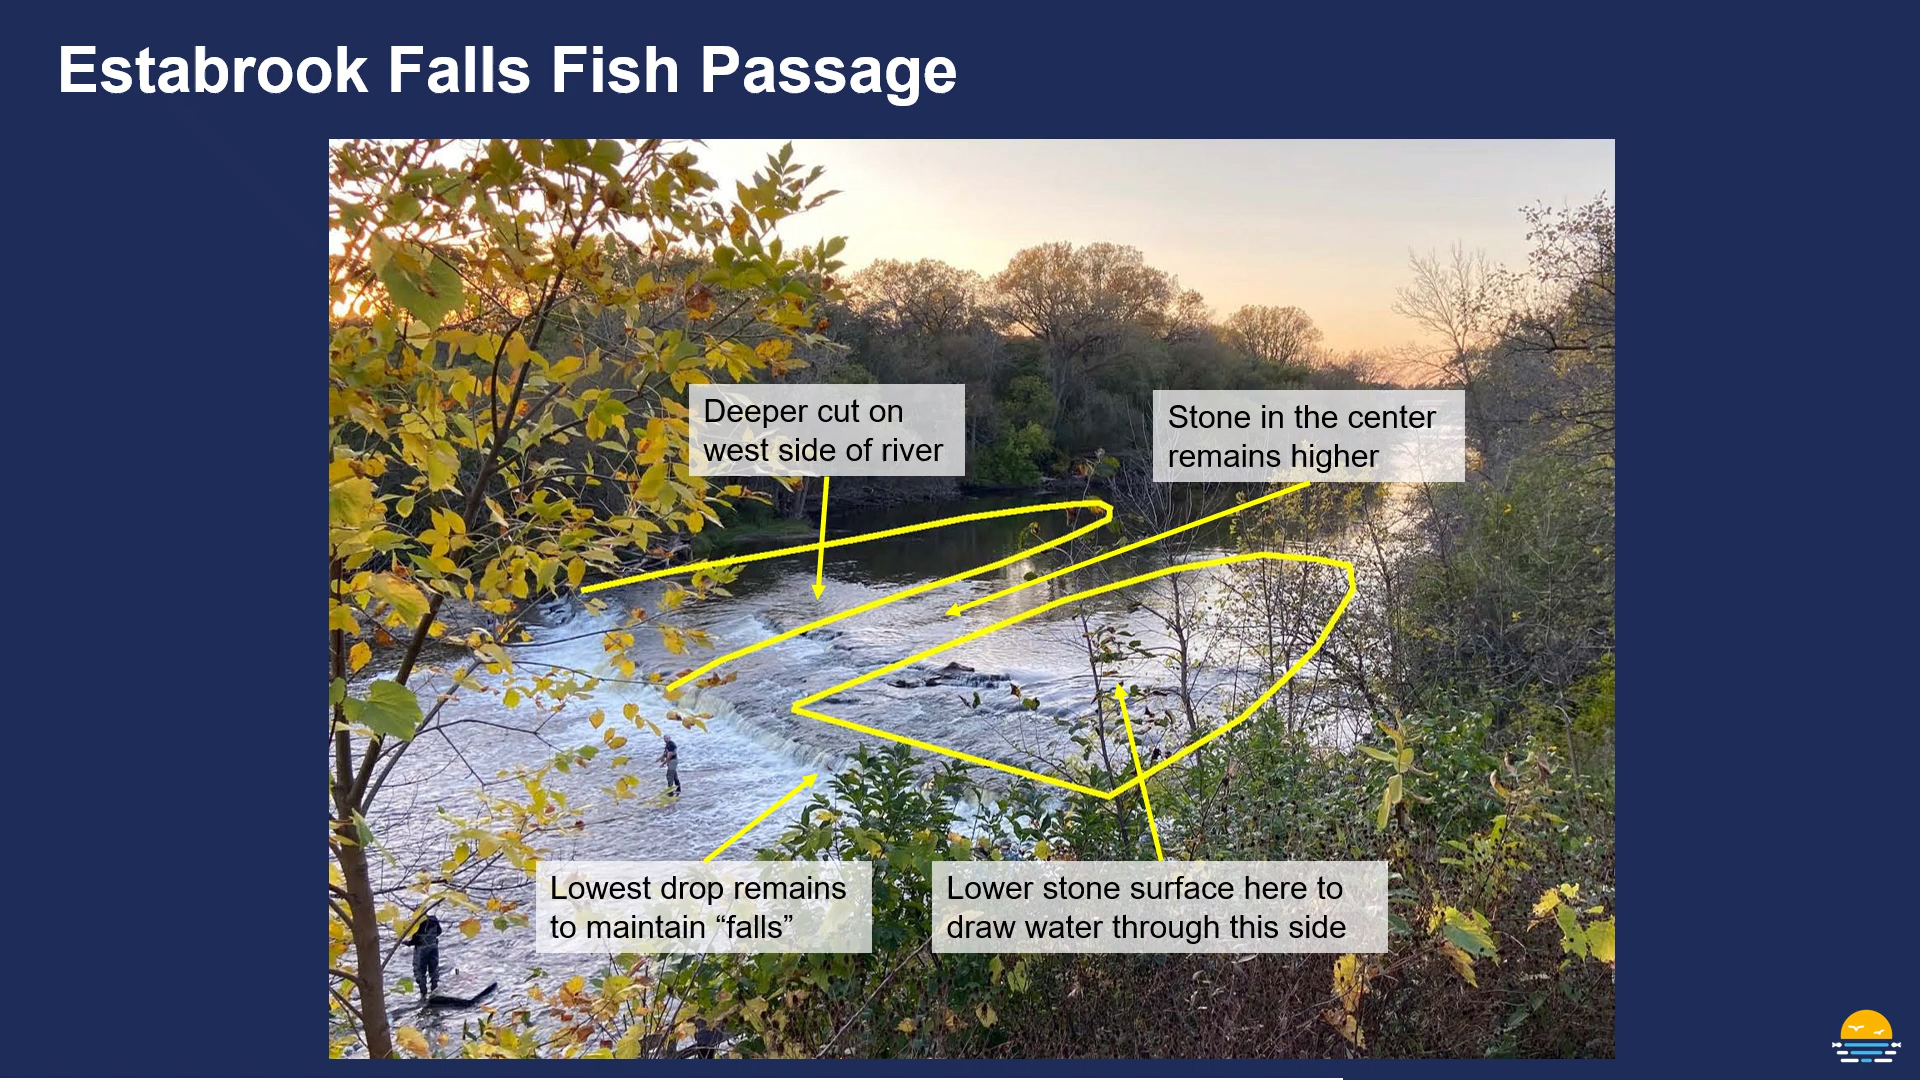 Estabrook Falls Fish Passage
Deeper cut on
west side of river
Stone in the center
remains higher
Lowest drop remains
to maintain “falls”
Lower stone surface here to
draw water through this side